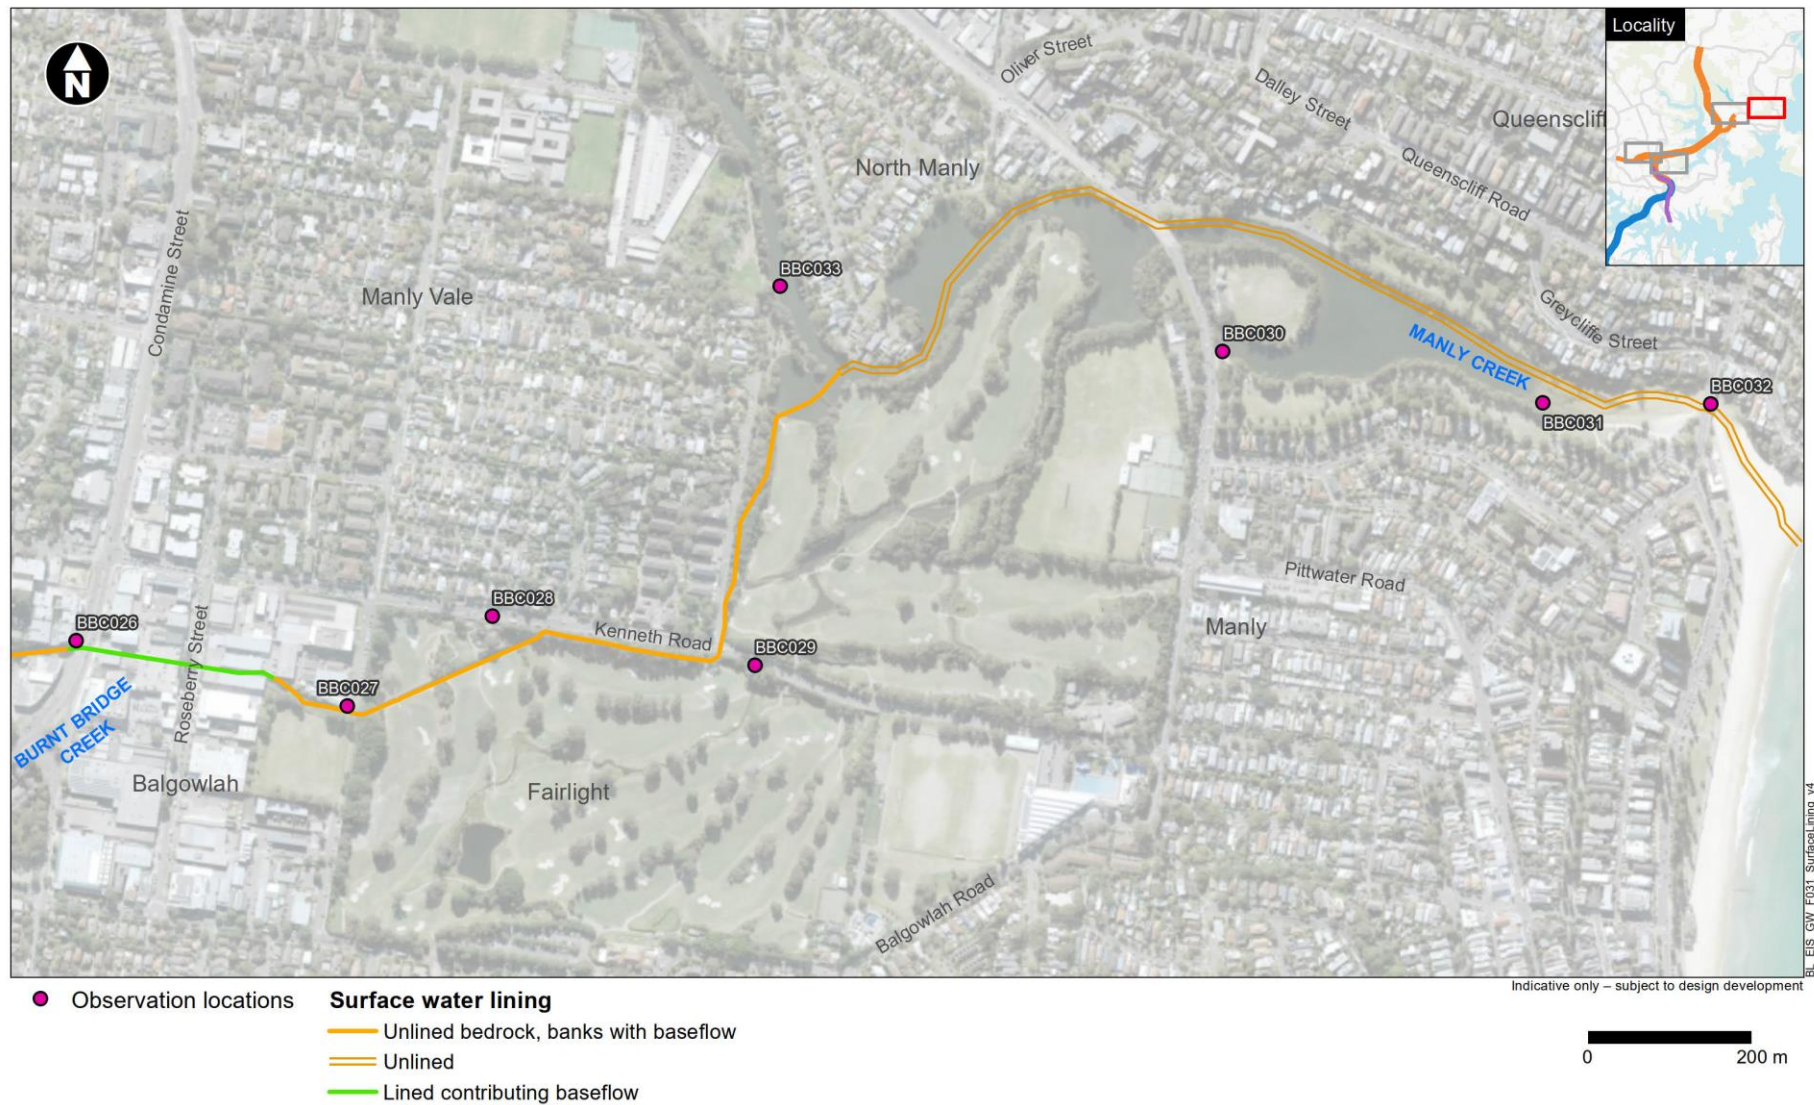 Locality
N
Oliver Street
Dalley Street
Queenscliff
Queenscliff Road
North Manly
Condamine Street
Manly Vale
BBC033
BBC030
Greycliffe Street
MANLY CREEK
BBC032
BBC031
Pittwater Road
BBC028
Kenneth Road
Manly
BBC026
BBC029
Roseberry Street
BBC027
BURNT BRIDGE
CREEK
Balgowlah
Fairlight
Balgowlah Road
BL_EIS_GW_F031_SurfaceLining_v4
Indicative only – subject to design development
Observation locations
Surface water lining
Unlined bedrock, banks with baseflow
Unlined
Lined contributing baseflow
0 200 m